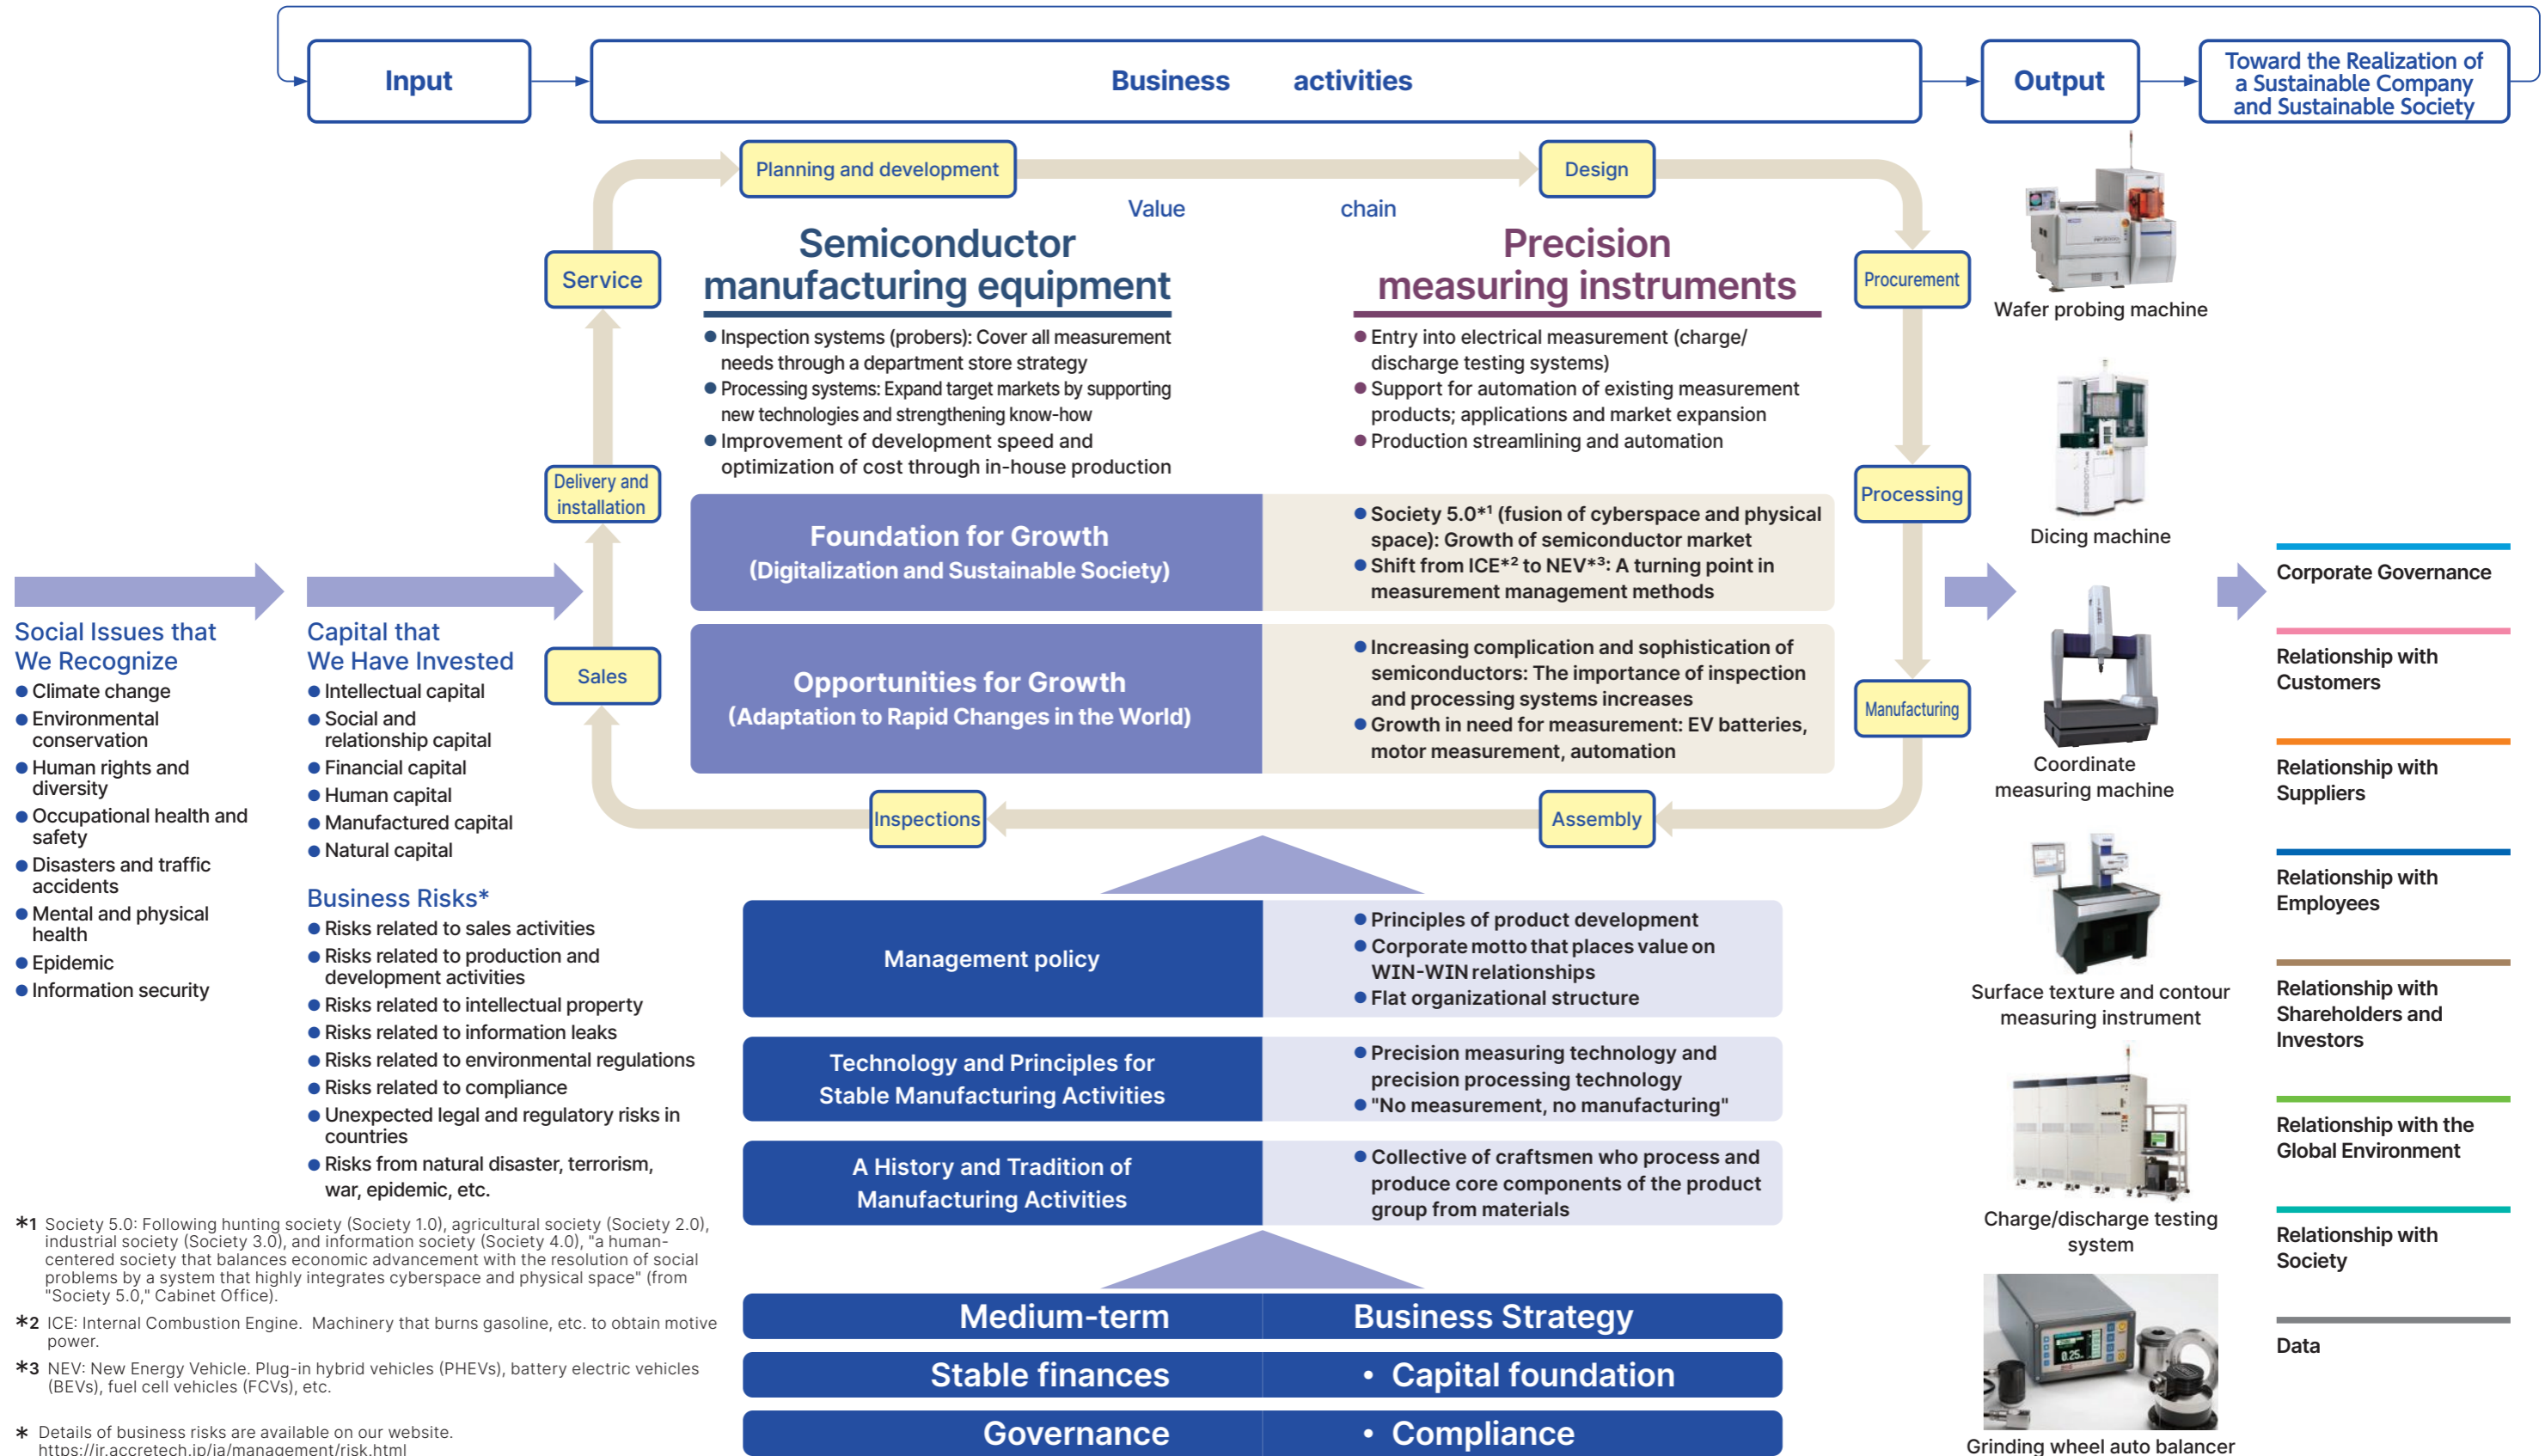 Input
Business activities
Output
Toward the Realization of
a Sustainable Company
and Sustainable Society
Planning and development
Design
Value chain
Service
Procurement
Delivery and
installation
Processing
Sales
Manufacturing
Inspections
Assembly
Semiconductor
manufacturing equipment
● Inspection systems (probers): Cover all measurement
needs through a department store strategy
● Processing systems: Expand target markets by supporting
new technologies and strengthening know-how
● Improvement of development speed and
optimization of cost through in-house production
Precision
measuring instruments
● Entry into electrical measurement (charge/
discharge testing systems)
● Support for automation of existing measurement
products; applications and market expansion
● Production streamlining and automation
Foundation for Growth
(Digitalization and Sustainable Society)
● Society 5.0*1 (fusion of cyberspace and physical
space): Growth of semiconductor market
● Shift from ICE*2 to NEV*3: A turning point in
measurement management methods
Opportunities for Growth
(Adaptation to Rapid Changes in the World)
● Increasing complication and sophistication of
semiconductors: The importance of inspection
and processing systems increases
● Growth in need for measurement: EV batteries,
motor measurement, automation
Social Issues that
We Recognize
● Climate change
● Environmental
conservation
● Human rights and
diversity
● Occupational health and
safety
● Disasters and traffic
accidents
● Mental and physical
health
● Epidemic
● Information security
Capital that
We Have Invested
● Intellectual capital
● Social and
relationship capital
● Financial capital
● Human capital
● Manufactured capital
● Natural capital
Business Risks*
● Risks related to sales activities
● Risks related to production and
development activities
● Risks related to intellectual property
● Risks related to information leaks
● Risks related to environmental regulations
● Risks related to compliance
● Unexpected legal and regulatory risks in
countries
● Risks from natural disaster, terrorism,
war, epidemic, etc.
Management policy
● Principles of product development
● Corporate motto that places value on
WIN-WIN relationships
● Flat organizational structure
Technology and Principles for
Stable Manufacturing Activities
● Precision measuring technology and
precision processing technology
● "No measurement, no manufacturing"
A History and Tradition of
Manufacturing Activities
● Collective of craftsmen who process and
produce core components of the product
group from materials
Medium-term Business Strategy
Stable finances • Capital foundation
Governance • Compliance
Wafer probing machine
Dicing machine
Coordinate
measuring machine
Surface texture and contour
measuring instrument
Charge/discharge testing
system
0.25
Grinding wheel auto balancer
Corporate Governance
Relationship with
Customers
Relationship with
Suppliers
Relationship with
Employees
Relationship with
Shareholders and
Investors
Relationship with the
Global Environment
Relationship with
Society
Data
*1 Society 5.0: Following hunting society (Society 1.0), agricultural society (Society 2.0),
industrial society (Society 3.0), and information society (Society 4.0), "a human-
centered society that balances economic advancement with the resolution of social
problems by a system that highly integrates cyberspace and physical space" (from
"Society 5.0," Cabinet Office).
*2 ICE: Internal Combustion Engine. Machinery that burns gasoline, etc. to obtain motive
power.
*3 NEV: New Energy Vehicle. Plug-in hybrid vehicles (PHEVs), battery electric vehicles
(BEVs), fuel cell vehicles (FCVs), etc.
* Details of business risks are available on our website.
https://ir.accretech.jp/ja/management/risk.html